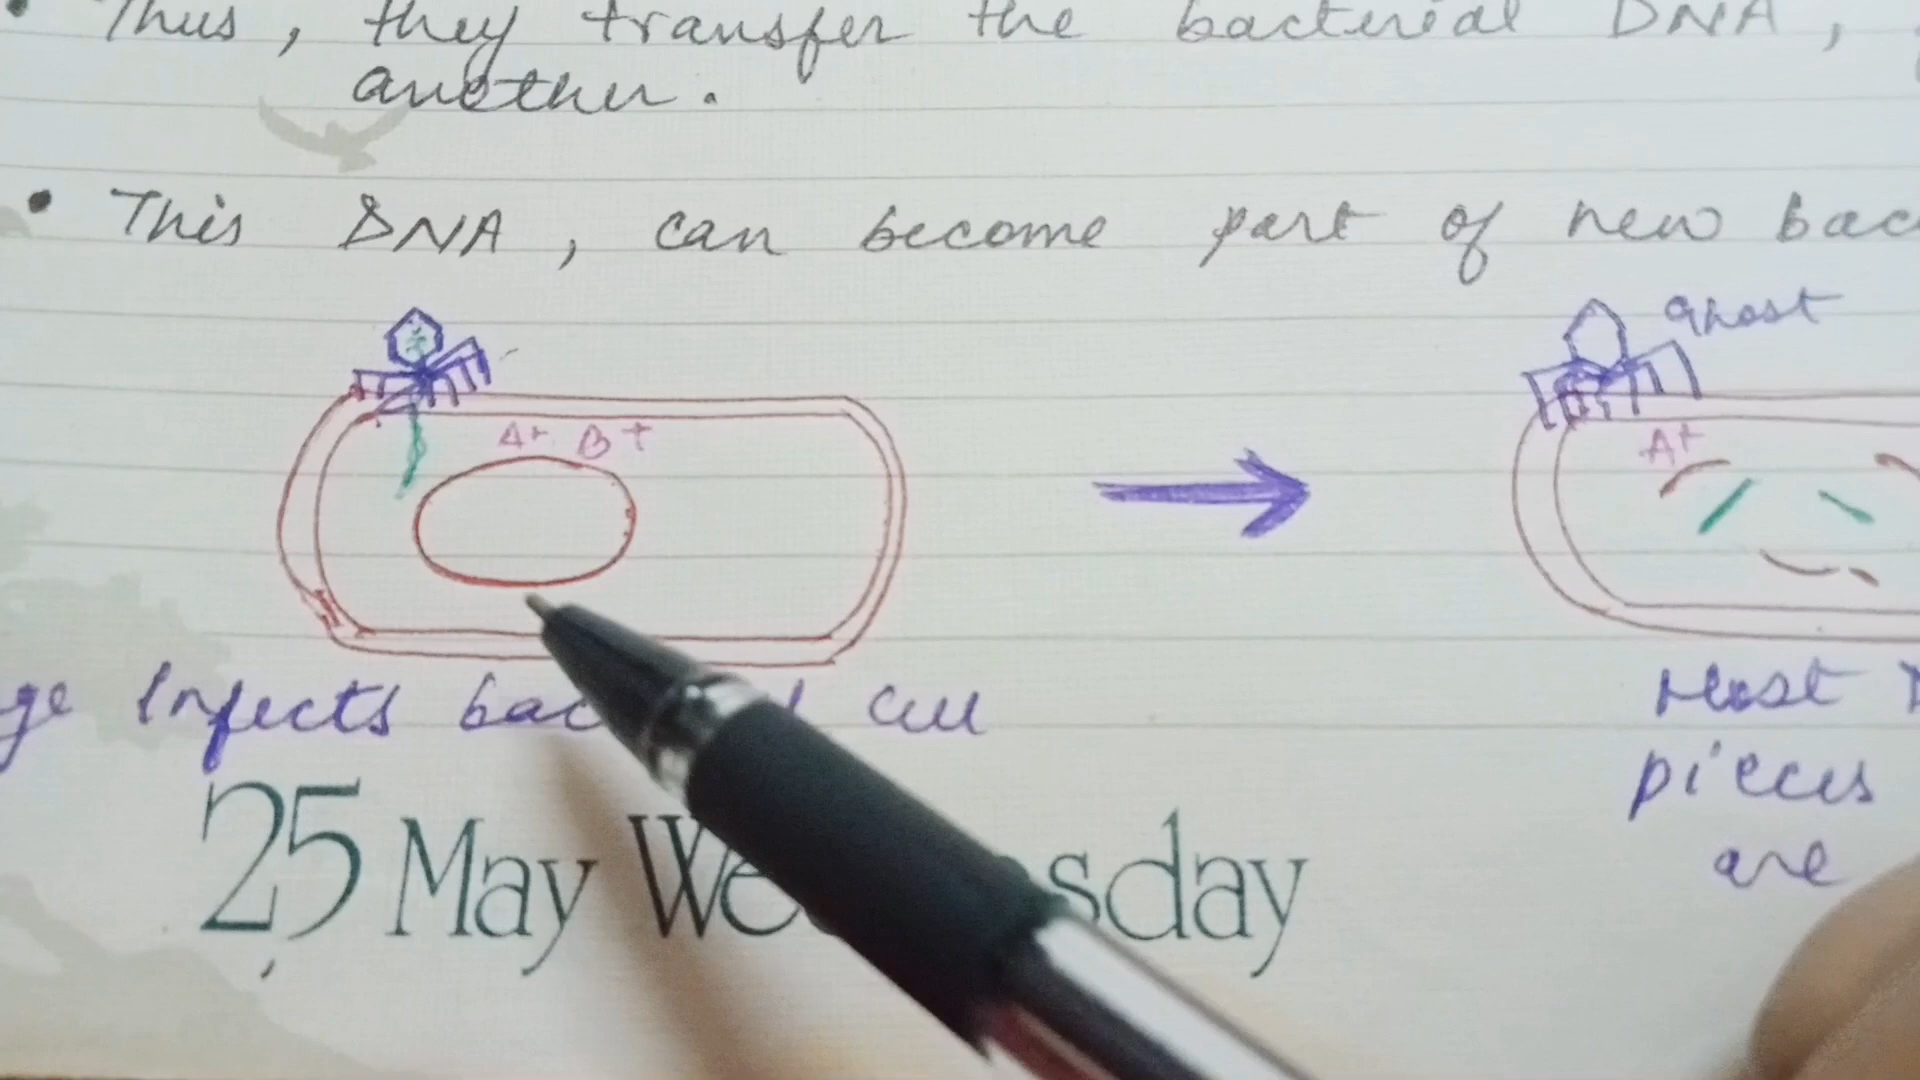 Thus, they transfer the bacterial DNA,
another.
This DNA, can become part of new bac
Ghost
A+ B+
A+
ge Infects bac l cell
Host
pieces
are
25 May We sday